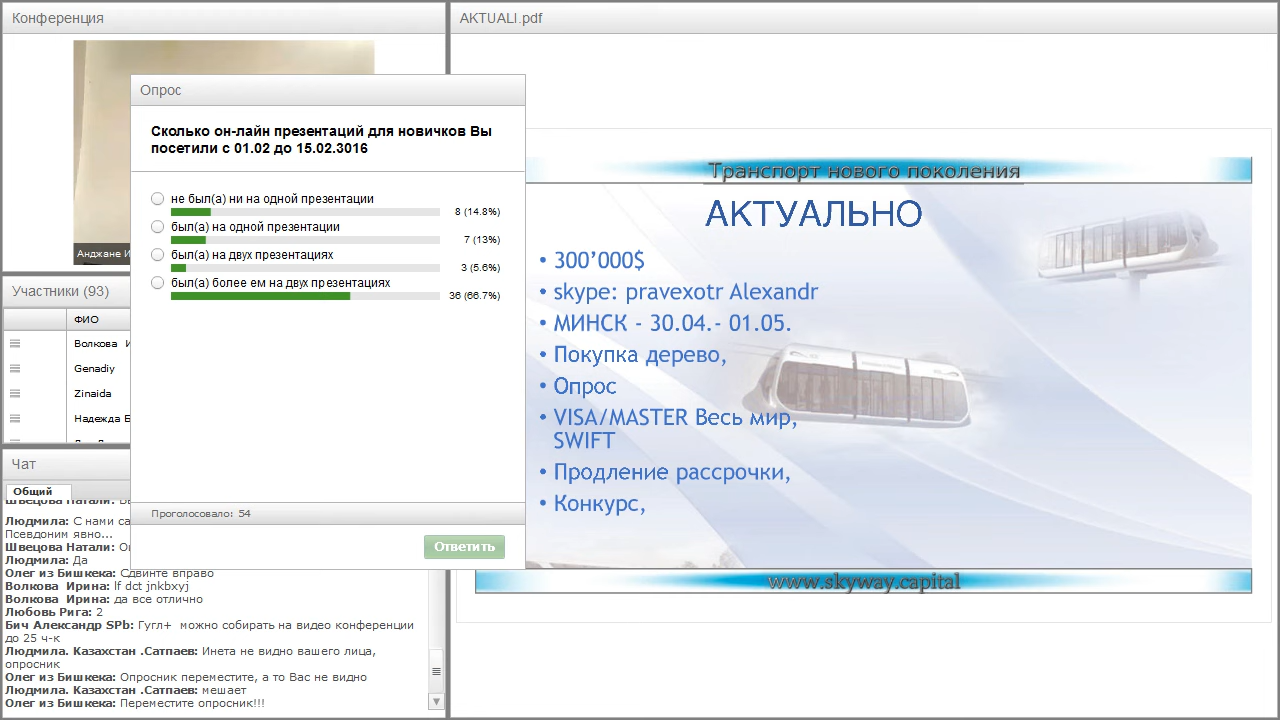 Конференция
Анджане И
Участники (93)
ФИО
Волкова И
Genadiy
Zinaida
Надежда Б
Чат
Общий
Швецова Натали:
Людмила: С нами са
Псевдоним явно...
Швецова Натали:
Людмила: Да
Олег из Бишкека: Сдвинте вправо
Волкова Ирина: lf dct jnkbxyj
Волкова Ирина: да все отлично
Любовь Рига: 2
Бич Александр SPb: Гугл+ можно собирать на видео конференции
до 25 ч-к
Людмила. Казахстан .Сатпаев: Инета не видно вашего лица,
опросник
Олег из Бишкека: Опросник переместите, а то Вас не видно
Людмила. Казахстан .Сатпаев: мешает
Олег из Бишкека: Переместите опросник!!!
Опрос
Сколько он-лайн презентаций для новичков Вы
посетили с 01.02 до 15.02.3016
не был(а) ни на одной презентации
8 (14.8%)
был(а) на одной презентации
7 (13%)
был(а) на двух презентациях
3 (5.6%)
был(а) более ем на двух презентациях
36 (66.7%)
Проголосовало: 54
Ответить
AKTUALI.pdf
Транспорт нового поколения
АКТУАЛЬНО
• 300’000$
• skype: pravexotr Alexandr
• МИНСК - 30.04.- 01.05.
• Покупка дерево,
• Опрос
• VISA/MASTER Весь мир,
SWIFT
• Продление рассрочки,
• Конкурс,
www.skyway.capital